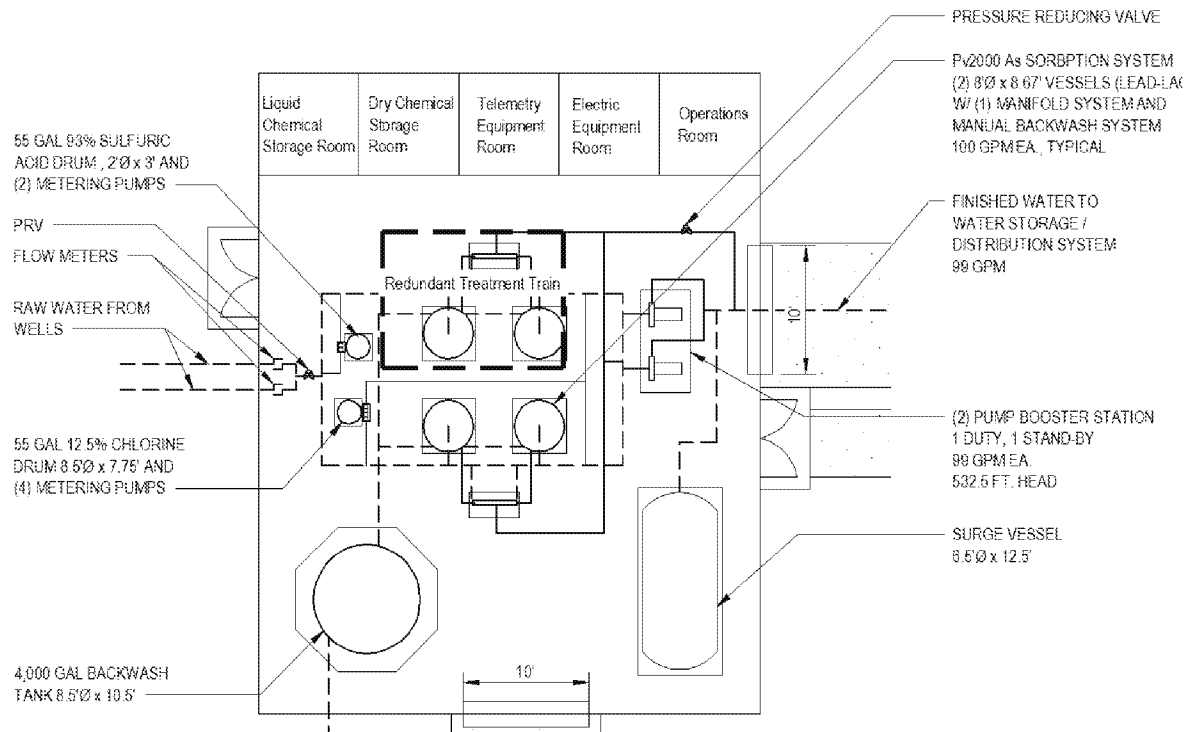 PRESSURE REDUCING VALVE
Pv2000 As SORBPTION SYSTEM
(2) 8'Ø x 8.67' VESSELS (LEAD-LAG
W/ (1) MANIFOLD SYSTEM AND
MANUAL BACKWASH SYSTEM
100 GPM EA., TYPICAL
Liquid
Chemical
Storage Room
Dry Chemical
Storage
Room
Telemetry
Equipment
Room
Electric
Equipment
Room
Operations
Room
55 GAL 93% SULFURIC
ACID DRUM , 2'Ø x 3' AND
(2) METERING PUMPS
PRV
FLOW METERS
RAW WATER FROM
WELLS
FINISHED WATER TO
WATER STORAGE /
DISTRIBUTION SYSTEM
99 GPM
Redundant Treatment Train
10'
55 GAL 12.5% CHLORINE
DRUM 8.5'Ø x 7.75' AND
(4) METERING PUMPS
(2) PUMP BOOSTER STATION
1 DUTY, 1 STAND-BY
99 GPM EA.
532.5 FT. HEAD
SURGE VESSEL
6.5'Ø x 12.5'
4,000 GAL BACKWASH
TANK 8.5'Ø x 10.5'
10'